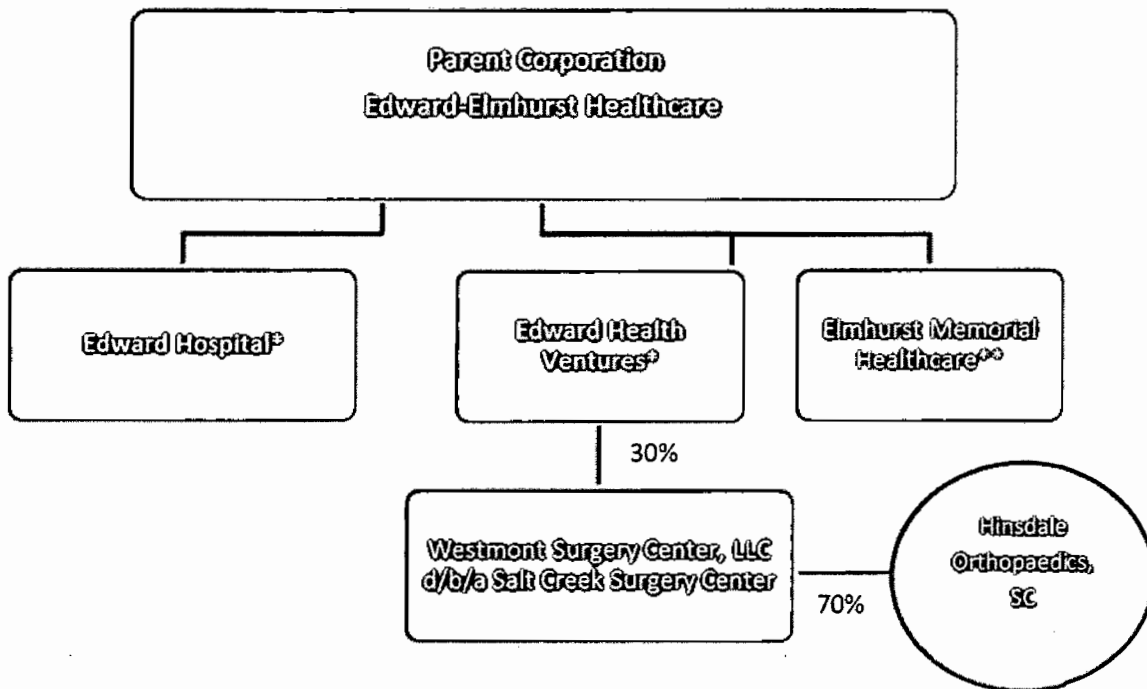 Parent Corporation
Edward-Elmhurst Healthcare
Edward Hospital*
Edward Health
Ventures*
Elmhurst Memorial
Healthcare**
30%
Westmont Surgery Center, LLC
d/b/a Salt Creek Surgery Center
70%
Hinsdale
Orthopaedics,
SC